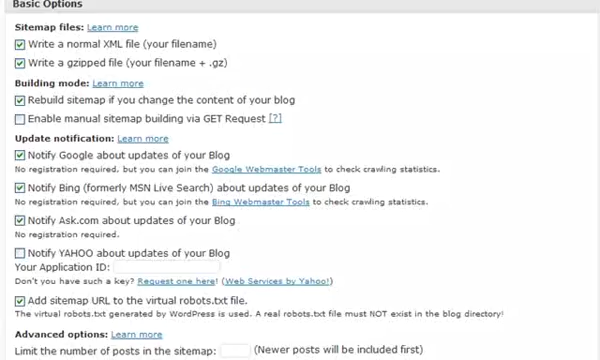 Basic Options
Sitemap files: Learn more
Write a normal XML file (your filename)
Write a gzipped file (your filename + .gz)
Building mode: Learn more
Rebuild sitemap if you change the content of your blog
Enable manual sitemap building via GET Request [?]
Update notification: Learn more
Notify Google about updates of your Blog
No registration required, but you can join the Google Webmaster Tools to check crawling statistics.
Notify Bing (formerly MSN Live Search) about updates of your Blog
No registration required, but you can join the Bing Webmaster Tools to check crawling statistics.
Notify Ask.com about updates of your Blog
No registration required.
Notify YAHOO about updates of your Blog
Your Application ID:
Don't you have such a key? Request one here! (Web Services by Yahoo!)
Add sitemap URL to the virtual robots.txt file.
The virtual robots.txt generated by WordPress is used. A real robots.txt file must NOT exist in the blog directory!
Advanced options: Learn more
Limit the number of posts in the sitemap: (Newer posts will be included first)